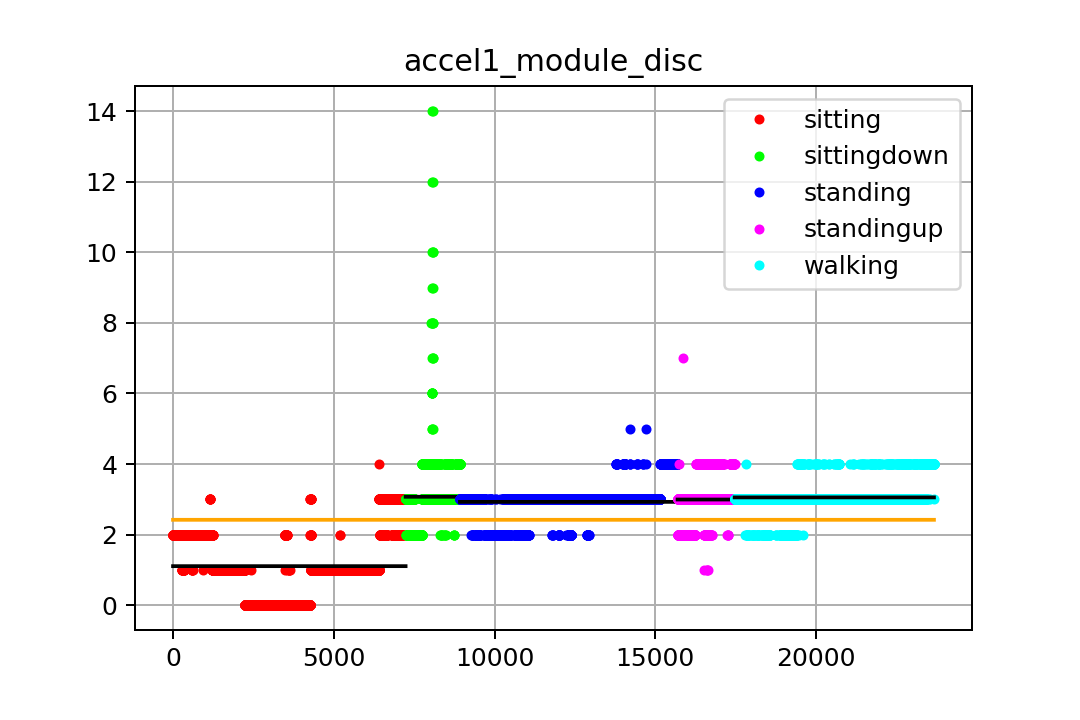 accel1_module_disc
14
12
10
8
6
4
2
0
sitting
sittingdown
standing
standingup
walking
0 5000 10000 15000 20000